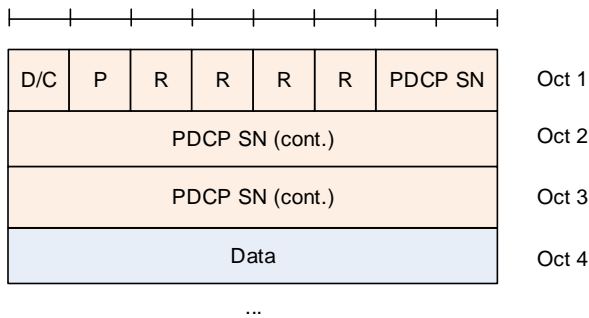 D/C P R R R R PDCP SN Oct 1
PDCP SN (cont.) Oct 2
PDCP SN (cont.) Oct 3
Data Oct 4
...